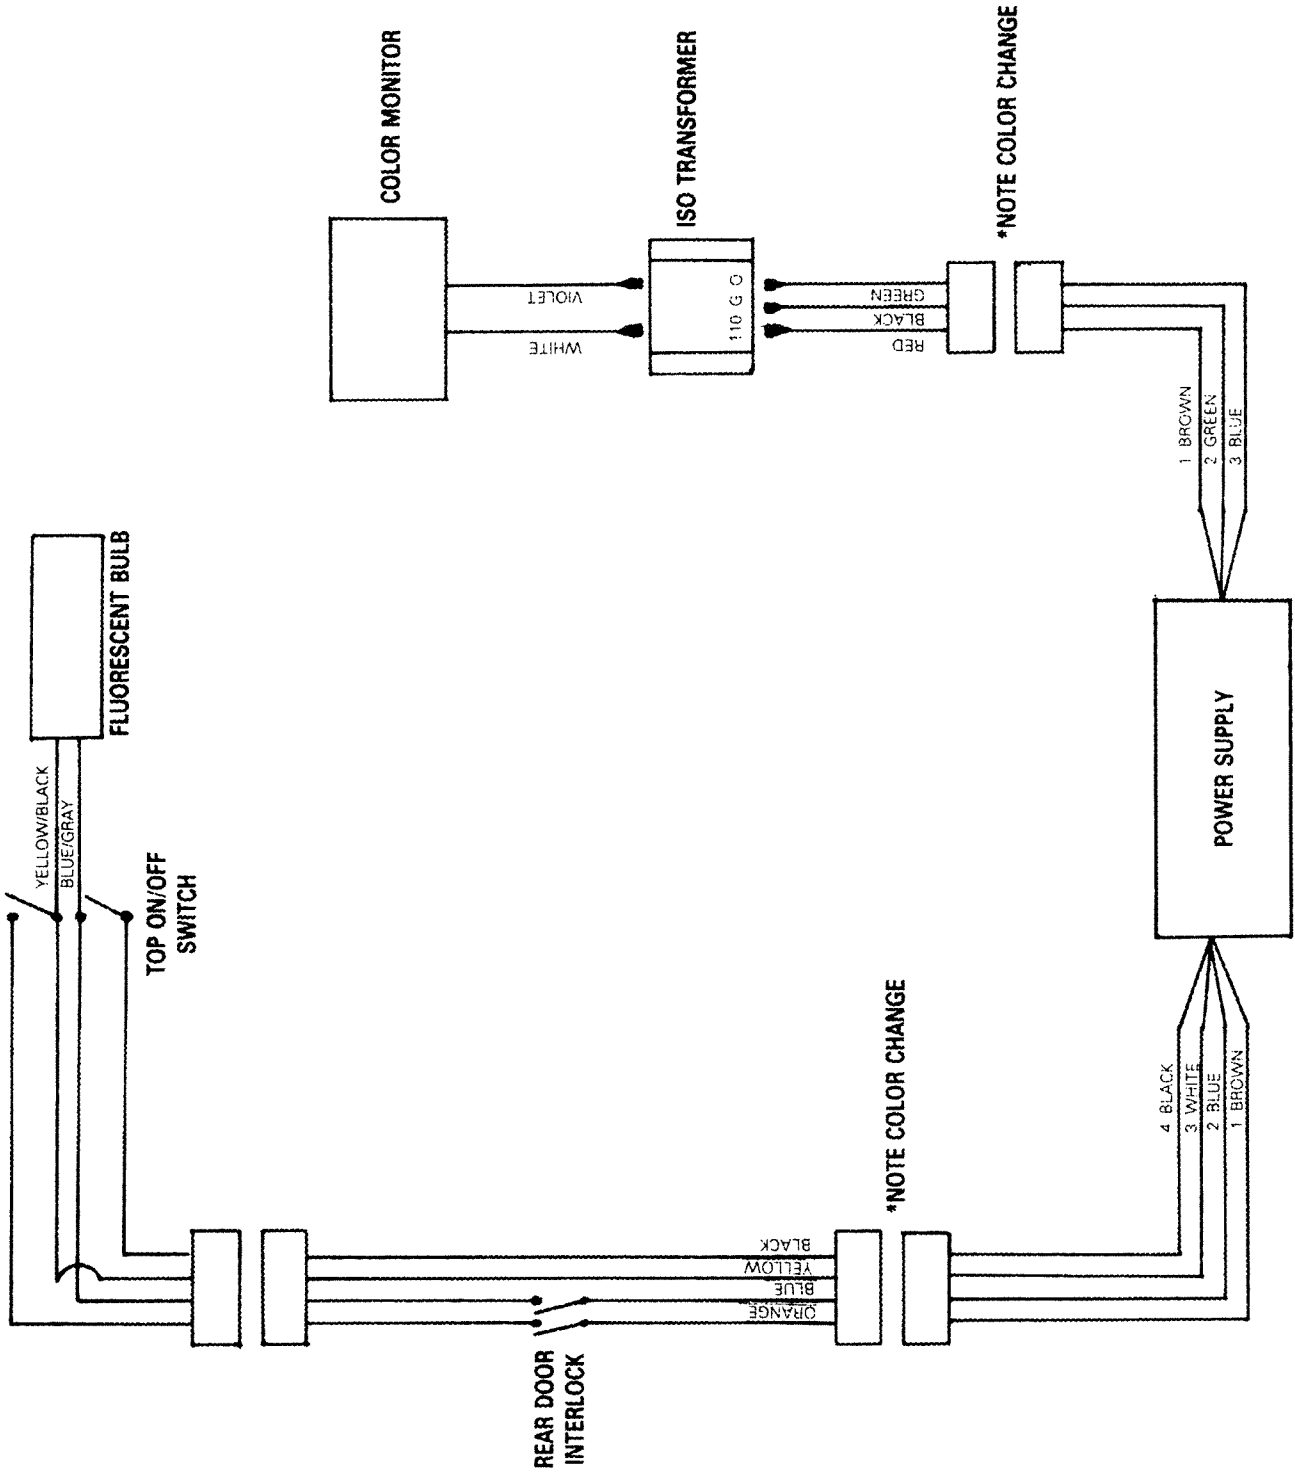 COLOR MONITOR
VIOLET
WHITE
ISO TRANSFORMER
110 G O
GREEN
BLACK
RED
*NOTE COLOR CHANGE
1 BROWN
2 GREEN
3 BLUE
FLUORESCENT BULB
YELLOW/BLACK
BLUE/GRAY
TOP ON/OFF
SWITCH
POWER SUPPLY
*NOTE COLOR CHANGE
4 BLACK
3 WHITE
2 BLUE
1 BROWN
BLACK
YELLOW
BLUE
ORANGE
REAR DOOR
INTERLOCK